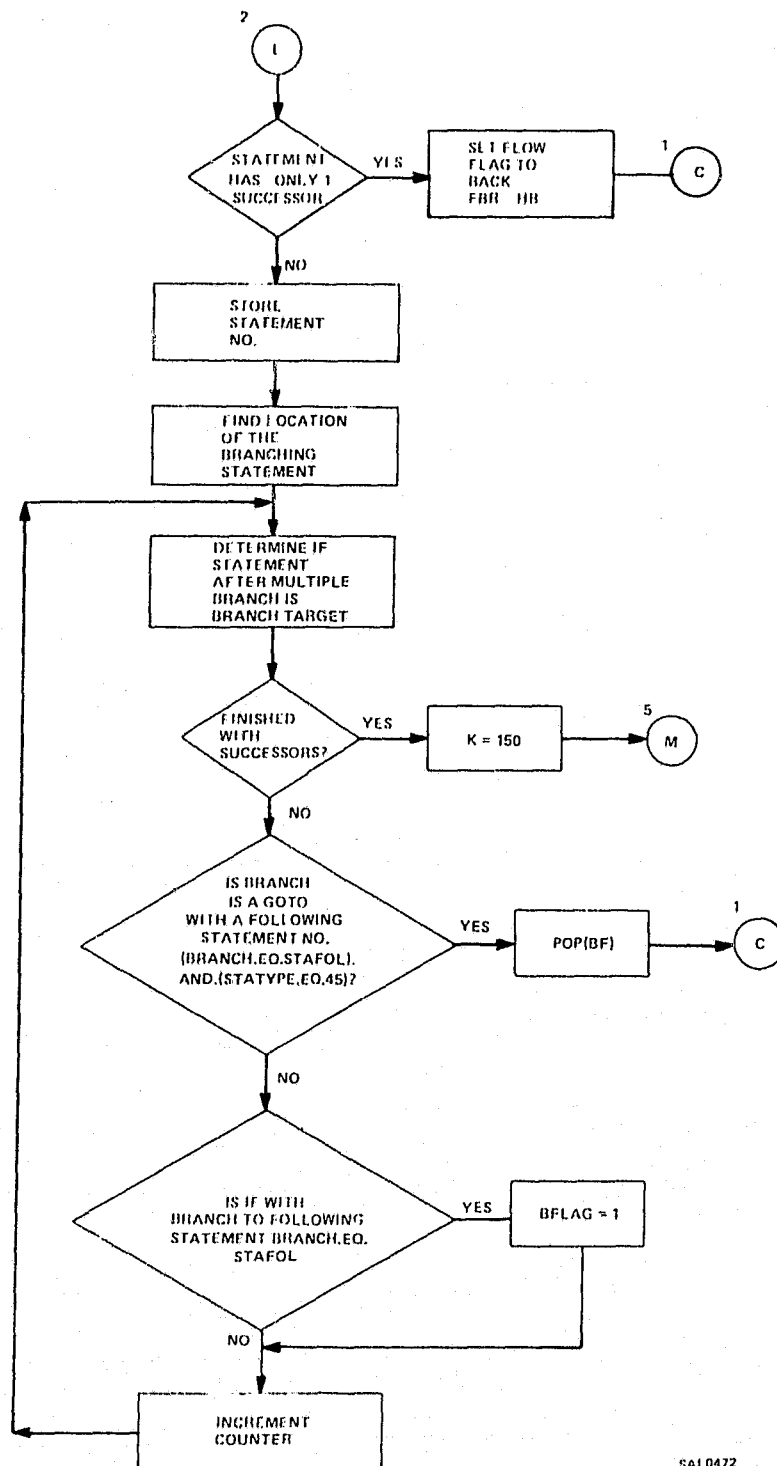 2
STATEMENT
HAS ONLY 1
SUCCESSOR
YES
SET FLOW
FLAG TO
BACK
1
C
NO
STORE
STATEMENT
NO.
FIND LOCATION
OF THE
BRANCHING
STATEMENT
DETERMINE IF
STATEMENT
AFTER MULTIPLE
BRANCH IS
BRANCH TARGET
FINISHED
WITH
SUCCESSORS?
YES
K = 150
5
M
NO
IS BRANCH
IS A GOTO
WITH A FOLLOWING
STATEMENT NO.
(BRANCH.EQ.STAFOL).
AND.(STATYPE.EQ.45)?
YES
POP(BF)
1
C
NO
IS IF WITH
BRANCH TO FOLLOWING
STATEMENT BRANCH.EQ.
STAFOL
YES
BFLAG = 1
NO
INCREMENT
COUNTER
SAI 0472